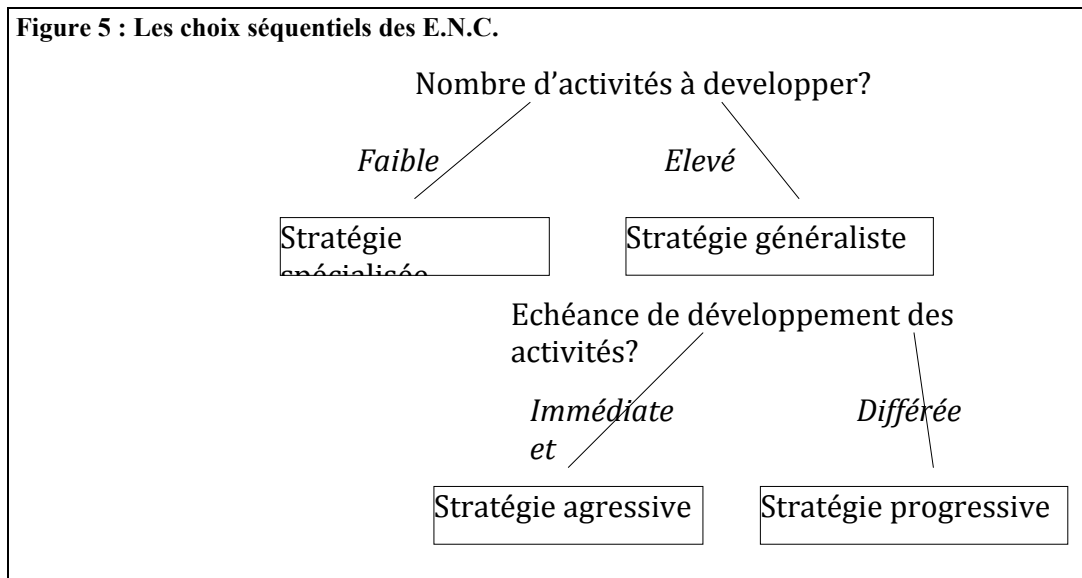 Figure 5 : Les choix séquentiels des E.N.C.
Nombre d'activités à developper?
Faible Elevé
Stratégie
spécialisée
Stratégie généraliste
Echéance de développement des
activités?
Immédiate
et
Différée
Stratégie agressive Stratégie progressive